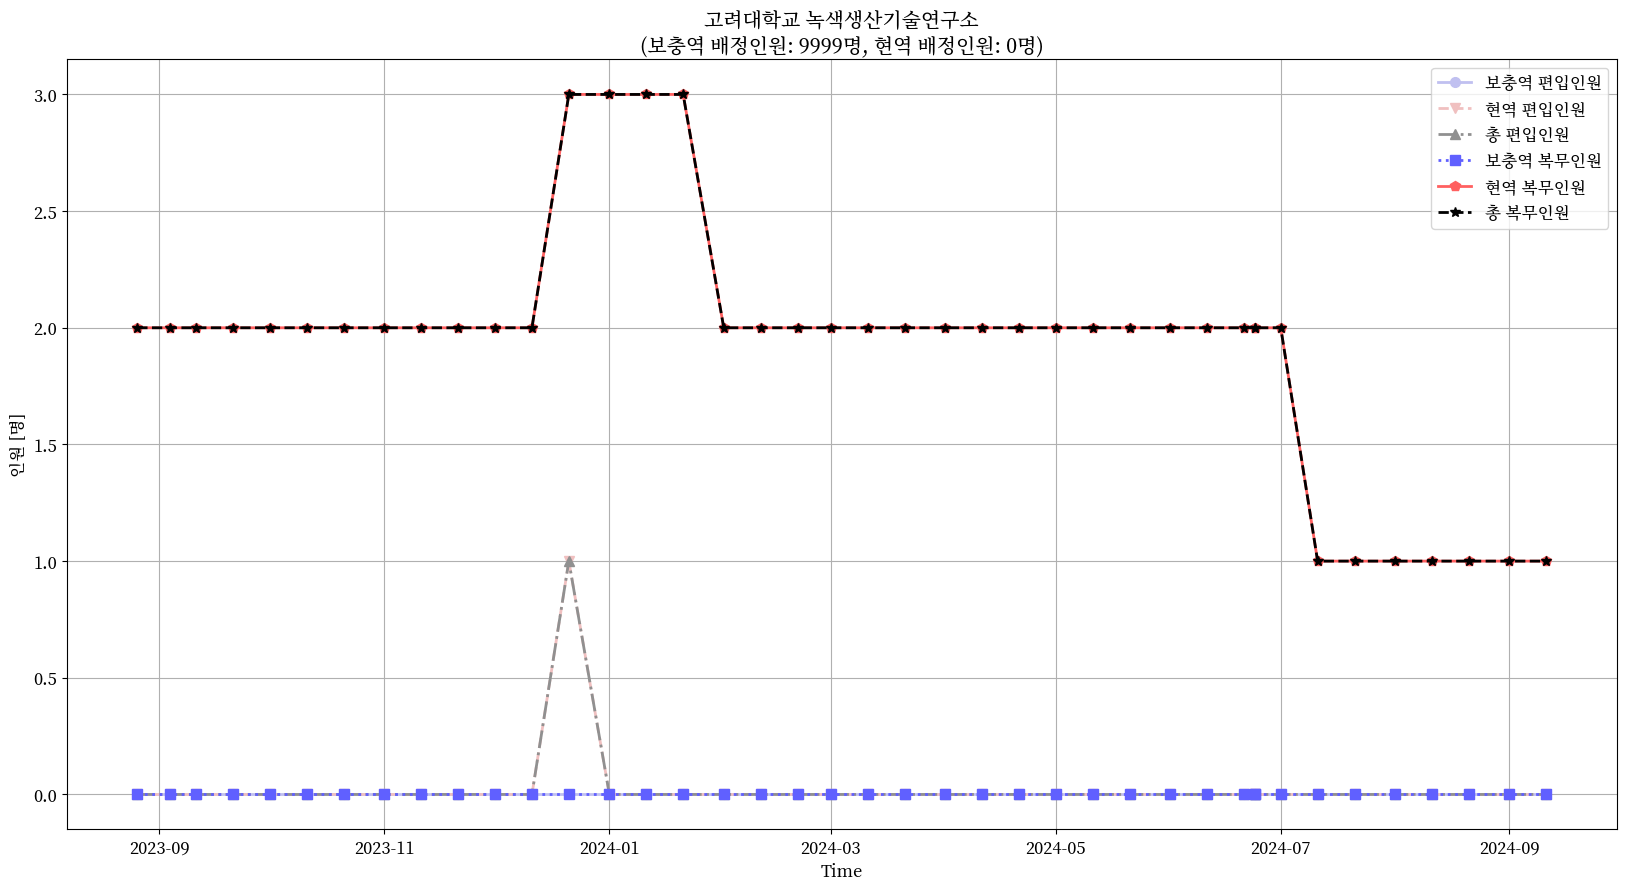 고려대학교 녹색생산기술연구소
(보충역 배정인원: 9999명, 현역 배정인원: 0명)
보충역 편입인원
현역 편입인원
총 편입인원
보충역 복무인원
현역 복무인원
총 복무인원
인원 [명]
3.0
2.5
2.0
1.5
1.0
0.5
0.0
2023-09
2023-11
2024-01
2024-03
2024-05
2024-07
2024-09
Time